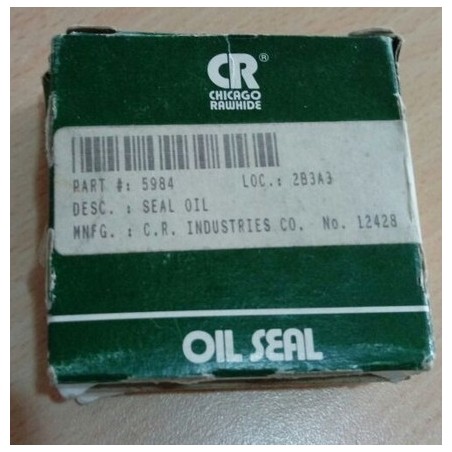 CR®
CHICAGO
RAWHIDE
PART #: 5984 LOC.: 2B3A3
DESC. : SEAL OIL
MNFG. : C.R. INDUSTRIES CO. No. 12428
OIL SEAL